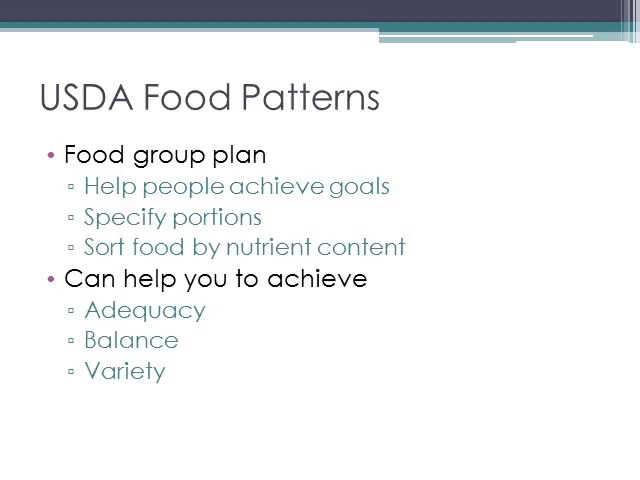 USDA Food Patterns
• Food group plan
▫ Help people achieve goals
▫ Specify portions
▫ Sort food by nutrient content
• Can help you to achieve
▫ Adequacy
▫ Balance
▫ Variety